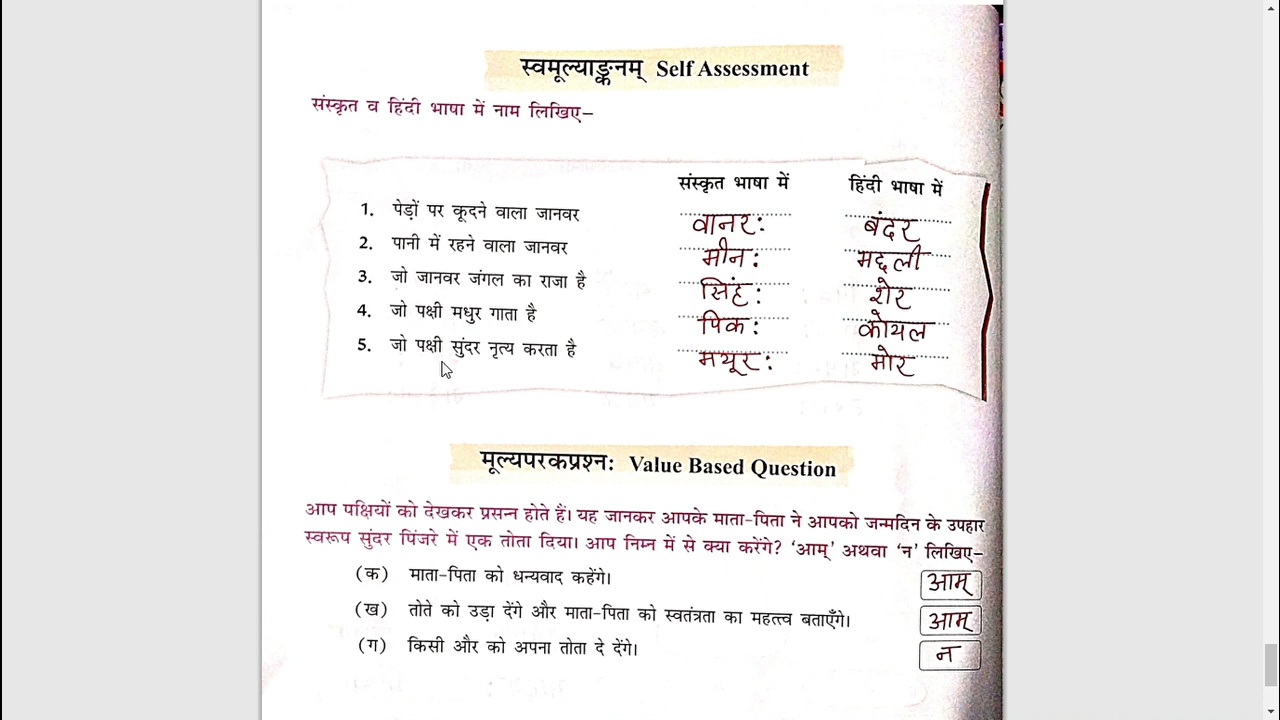 स्वमूल्याङ्कनम् Self Assessment
संस्कृत व हिंदी भाषा में नाम लिखिए–
संस्कृत भाषा में हिंदी भाषा में
1. पेड़ों पर कूदने वाला जानवर वानरः बंदर
2. पानी में रहने वाला जानवर मीनः मद्दली
3. जो जानवर जंगल का राजा है सिंहः शेर
4. जो पक्षी मधुर गाता है पिकः कोयल
5. जो पक्षी सुंदर नृत्य करता है मयूरः मोर
मूल्यपरकप्रश्नः Value Based Question
आप पक्षियों को देखकर प्रसन्न होते हैं। यह जानकर आपके माता-पिता ने आपको जन्मदिन के उपहार
स्वरूप सुंदर पिंजरे में एक तोता दिया। आप निम्न में से क्या करेंगे? ‘आम्’ अथवा ‘न’ लिखिए–
(क) माता-पिता को धन्यवाद कहेंगे। आम्
(ख) तोते को उड़ा देंगे और माता-पिता को स्वतंत्रता का महत्त्व बताएँगे। आम्
(ग) किसी और को अपना तोता दे देंगे। न